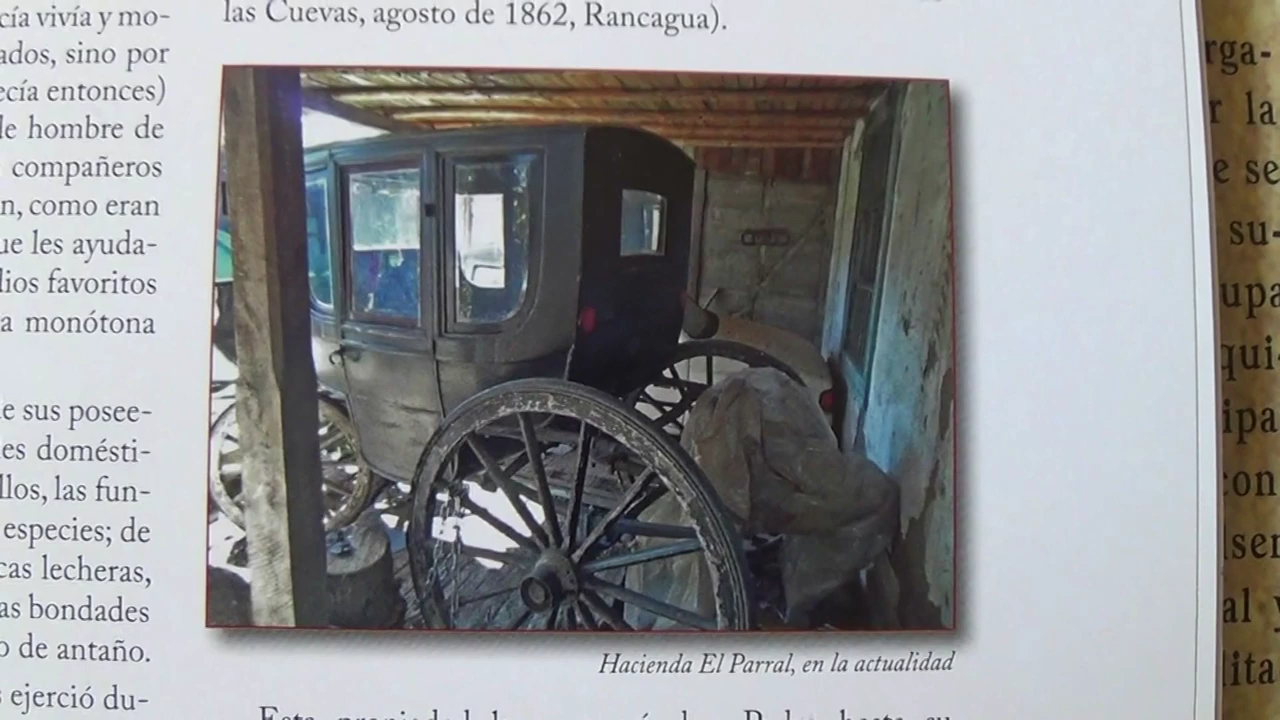 cía vivía y mo-
ados, sino por
ecía entonces)
le hombre de
compañeros
n, como eran
ue les ayuda-
dios favoritos
a monótona
e sus posee-
es domésti-
llos, las fun-
especies; de
cas lecheras,
as bondades
o de antaño.
ejerció du-
las Cuevas, agosto de 1862, Rancagua).
Hacienda El Parral, en la actualidad
rga-
r la
e se
su-
upa
qui
ipa
con
ser
al y
lita